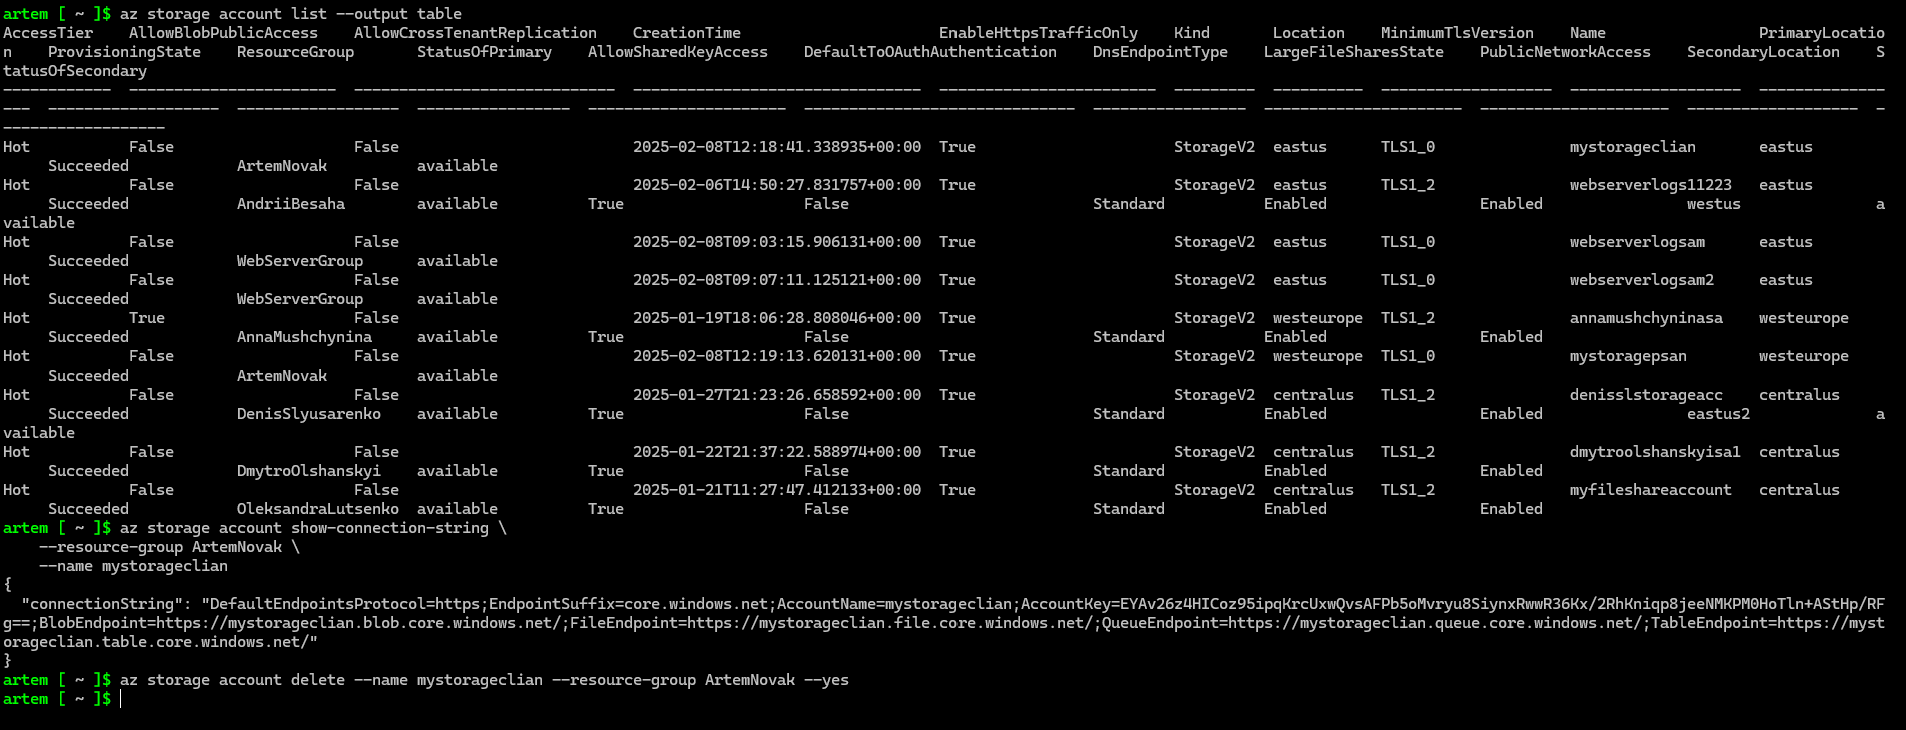 artem [ ~ ]$ az storage account list --output table
AccessTier    AllowBlobPublicAccess    AllowCrossTenantReplication    CreationTime                      EnableHttpsTrafficOnly    Kind       Location    MinimumTlsVersion    Name                 PrimaryLocatio
n    ProvisioningState    ResourceGroup       StatusOfPrimary    AllowSharedKeyAccess    DefaultToOAuthAuthentication    DnsEndpointType    LargeFileSharesState    PublicNetworkAccess    SecondaryLocation    S
tatusOfSecondary
------------  -----------------------  -----------------------------  --------------------------------  ------------------------  ---------  ----------  -------------------  -------------------  --------------
---  -------------------  ------------------  -----------------  ----------------------  ------------------------------  -----------------  ----------------------  ---------------------  -------------------  -
------------------
Hot           False                    False                          2025-02-08T12:18:41.338935+00:00  True                      StorageV2  eastus      TLS1_0               mystorageclian       eastus
     Succeeded            ArtemNovak          available
Hot           False                    False                          2025-02-06T14:50:27.831757+00:00  True                      StorageV2  eastus      TLS1_2               webserverlogs11223   eastus
     Succeeded            AndriiBesaha        available          True                    False                           Standard           Enabled                 Enabled                westus               a
vailable
Hot           False                    False                          2025-02-08T09:03:15.906131+00:00  True                      StorageV2  eastus      TLS1_0               webserverlogsam      eastus
     Succeeded            WebServerGroup      available
Hot           False                    False                          2025-02-08T09:07:11.125121+00:00  True                      StorageV2  eastus      TLS1_0               webserverlogsam2     eastus
     Succeeded            WebServerGroup      available
Hot           True                     False                          2025-01-19T18:06:28.808046+00:00  True                      StorageV2  westeurope  TLS1_2               annamushchyninasa    westeurope
     Succeeded            AnnaMushchynina     available          True                    False                           Standard           Enabled                 Enabled
Hot           False                    False                          2025-02-08T12:19:13.620131+00:00  True                      StorageV2  westeurope  TLS1_0               mystoragepsan        westeurope
     Succeeded            ArtemNovak          available
Hot           False                    False                          2025-01-27T21:23:26.658592+00:00  True                      StorageV2  centralus   TLS1_2               denisslstorageacc    centralus
     Succeeded            DenisSlyusarenko    available          True                    False                           Standard           Enabled                 Enabled                eastus2              a
vailable
Hot           False                    False                          2025-01-22T21:37:22.588974+00:00  True                      StorageV2  centralus   TLS1_2               dmytroolshanskyisa1  centralus
     Succeeded            DmytroOlshanskyi    available          True                    False                           Standard           Enabled                 Enabled
Hot           False                    False                          2025-01-21T11:27:47.412133+00:00  True                      StorageV2  centralus   TLS1_2               myfileshareaccount   centralus
     Succeeded            OleksandraLutsenko  available          True                    False                           Standard           Enabled                 Enabled
artem [ ~ ]$ az storage account show-connection-string \
    --resource-group ArtemNovak \
    --name mystorageclian
{
  "connectionString": "DefaultEndpointsProtocol=https;EndpointSuffix=core.windows.net;AccountName=mystorageclian;AccountKey=EYAv26z4HICoz95ipqKrcUxwQvsAFPb5oMvryu8SiynxRwwR36Kx/2RhKniqp8jeeNMKPM0HoTln+AStHp/RF
g==;BlobEndpoint=https://mystorageclian.blob.core.windows.net/;FileEndpoint=https://mystorageclian.file.core.windows.net/;QueueEndpoint=https://mystorageclian.queue.core.windows.net/;TableEndpoint=https://myst
orageclian.table.core.windows.net/"
}
artem [ ~ ]$ az storage account delete --name mystorageclian --resource-group ArtemNovak --yes
artem [ ~ ]$